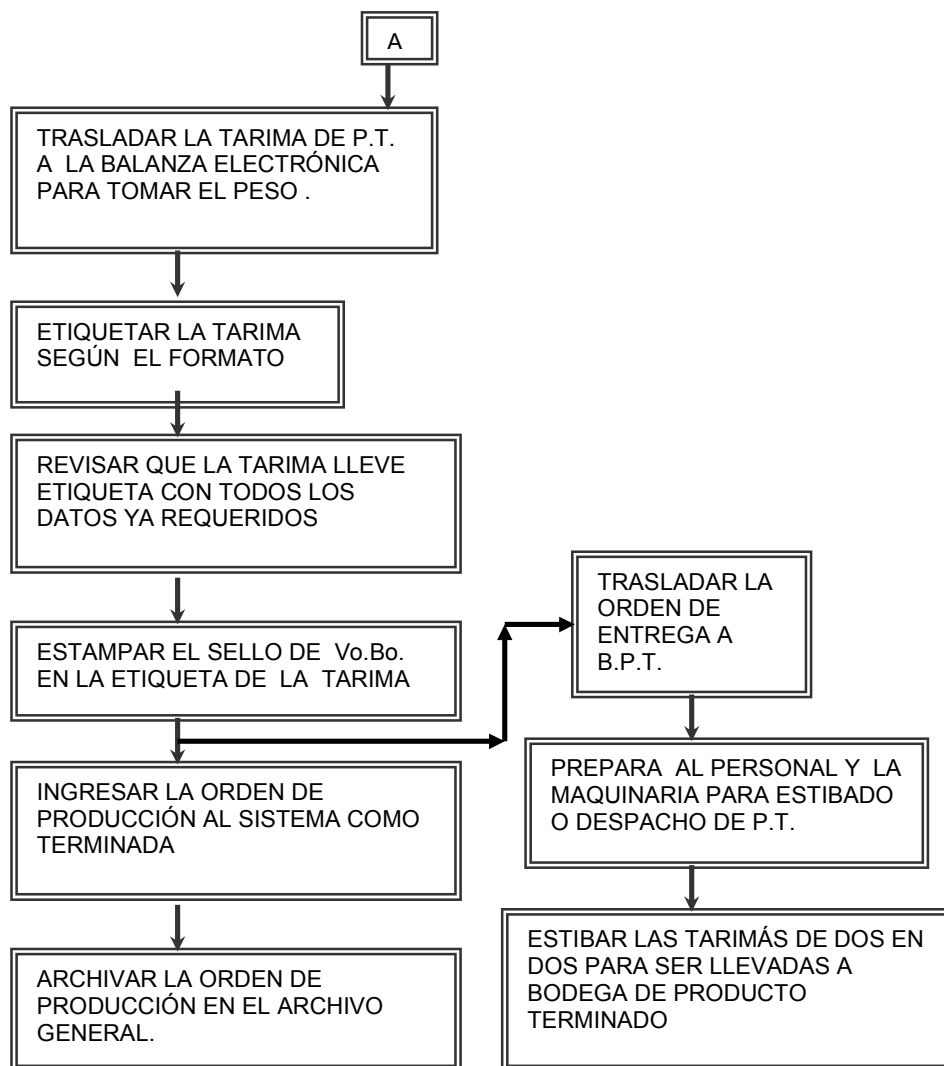 A
TRASLADAR LA TARIMA DE P.T.
A LA BALANZA ELECTRÓNICA
PARA TOMAR EL PESO .
ETIQUETAR LA TARIMA
SEGÚN EL FORMATO
REVISAR QUE LA TARIMA LLEVE
ETIQUETA CON TODOS LOS
DATOS YA REQUERIDOS
ESTAMPAR EL SELLO DE Vo.Bo.
EN LA ETIQUETA DE LA TARIMA
INGRESAR LA ORDEN DE
PRODUCCIÓN AL SISTEMA COMO
TERMINADA
ARCHIVAR LA ORDEN DE
PRODUCCIÓN EN EL ARCHIVO
GENERAL.
TRASLADAR LA
ORDEN DE
ENTREGA A
B.P.T.
PREPARA AL PERSONAL Y LA
MAQUINARIA PARA ESTIBADO
O DESPACHO DE P.T.
ESTIBAR LAS TARIMÁS DE DOS EN
DOS PARA SER LLEVADAS A
BODEGA DE PRODUCTO
TERMINADO